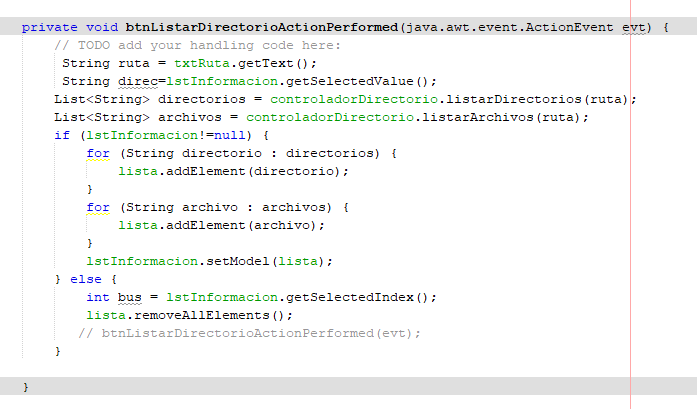 private void btnListarDirectorioActionPerformed(java.awt.event.ActionEvent evt) {
// TODO add your handling code here:
String ruta = txtRuta.getText();
String direc=lstInformacion.getSelectedValue();
List<String> directorios = controladorDirectorio.listarDirectorios(ruta);
List<String> archivos = controladorDirectorio.listarArchivos(ruta);
if (lstInformacion!=null) {
for (String directorio : directorios) {
lista.addElement(directorio);
}
for (String archivo : archivos) {
lista.addElement(archivo);
}
lstInformacion.setModel(lista);
} else {
int bus = lstInformacion.getSelectedIndex();
lista.removeAllElements();
// btnListarDirectorioActionPerformed(evt);
}
}